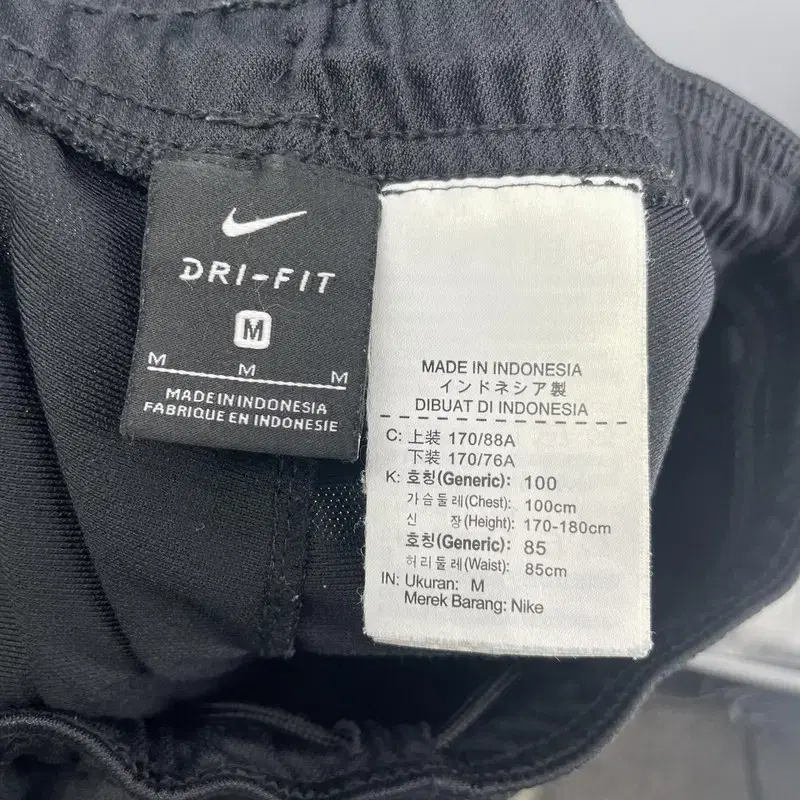 DRI-FIT
M
M M M
MADE IN INDONESIA
FABRIQUE EN INDONESIE
MADE IN INDONESIA
インドネシア製
DIBUAT DI INDONESIA
C: 上装 170/88A
下装 170/76A
K: 호칭(Generic): 100
가슴둘레(Chest): 100cm
신 장(Height): 170-180cm
호칭(Generic): 85
허리둘레(Waist): 85cm
IN: Ukuran: M
Merek Barang: Nike